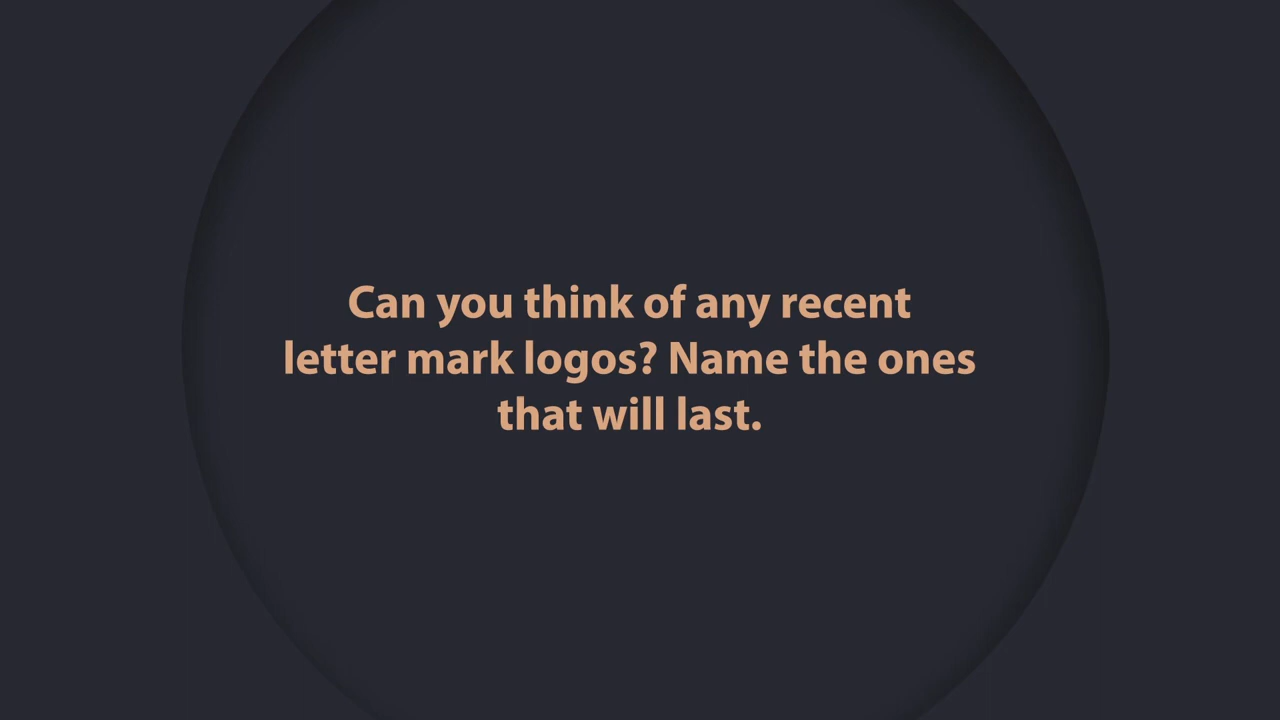 Can you think of any recent
letter mark logos? Name the ones
that will last.